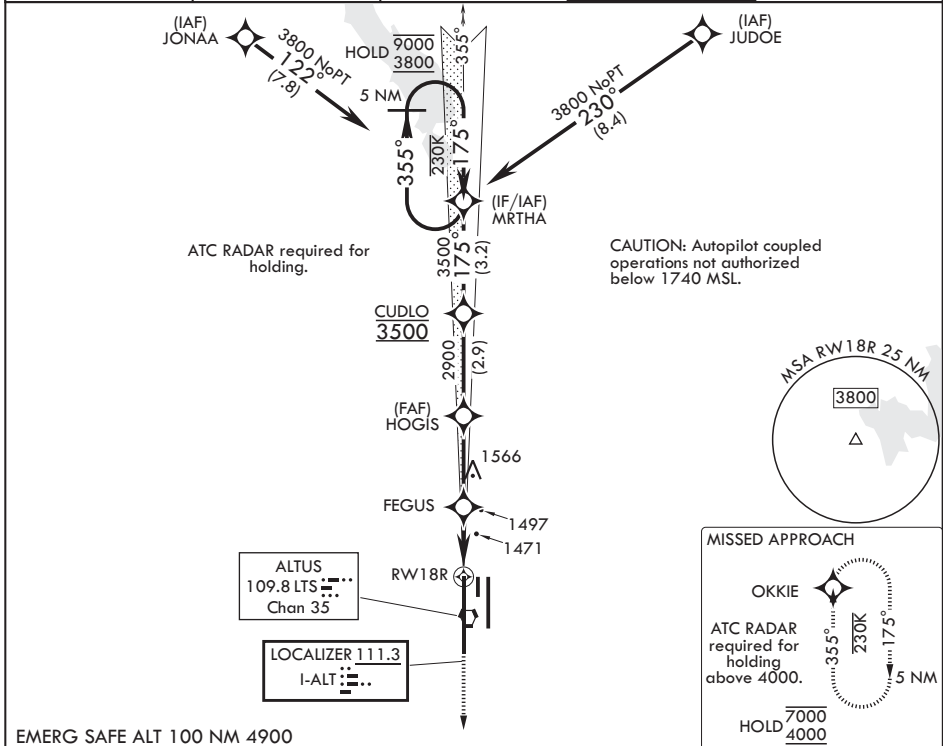 (IAF)
JONAA
3800 NoPT
122°
(7.8)
HOLD 9000
3800
355°
5 NM
355°
230K
175°
(IAF)
JUDOE
3800 NoPT
230°
(8.4)
(IF/IAF)
MRTHA
ATC RADAR required for
holding.
3500
175°
(3.2)
CAUTION: Autopilot coupled
operations not authorized
below 1740 MSL.
CUDLO
3500
2900
(2.9)
(FAF)
HOGIS
MSA RW18R 25 NM
3800
1566
FEGUS
1497
1471
RW18R
ALTUS
109.8 LTS
Chan 35
LOCALIZER 111.3
I-ALT
MISSED APPROACH
OKKIE
ATC RADAR
required for
holding
above 4000.
355°
230K
175°
5 NM
HOLD 7000
4000
EMERG SAFE ALT 100 NM 4900